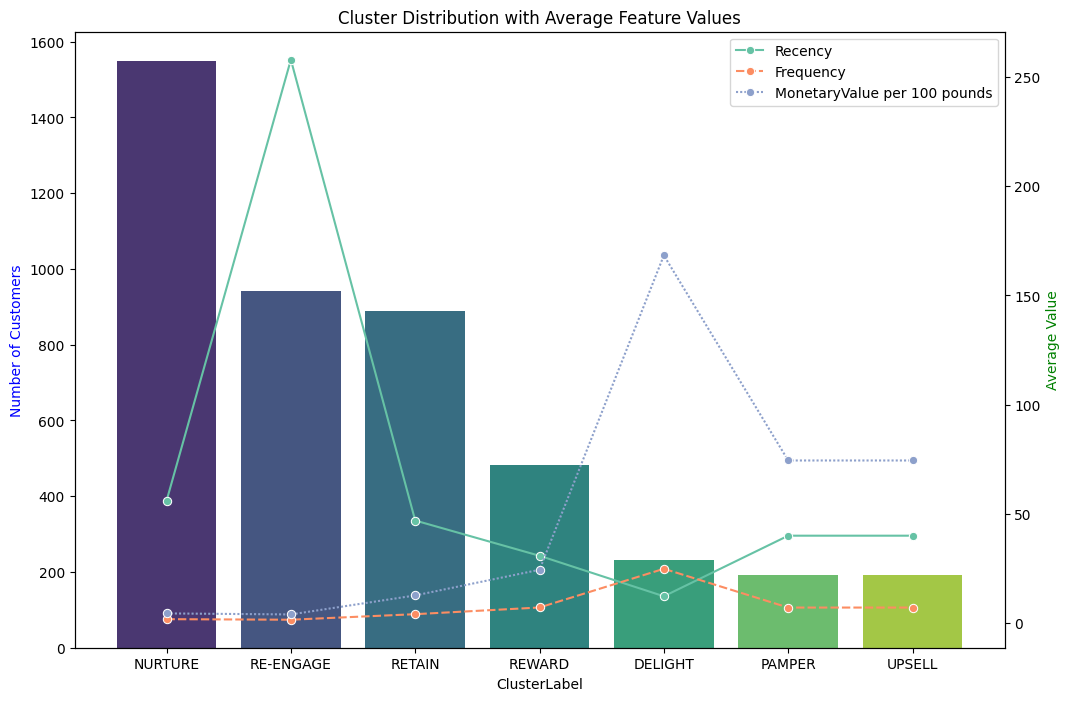 Cluster Distribution with Average Feature Values
Recency
Frequency
MonetaryValue per 100 pounds
Number of Customers
1600
1400
1200
1000
800
600
400
200
0
250
200
150
100
50
0
Average Value
NURTURE
RE-ENGAGE
RETAIN
REWARD
DELIGHT
PAMPER
UPSELL
ClusterLabel